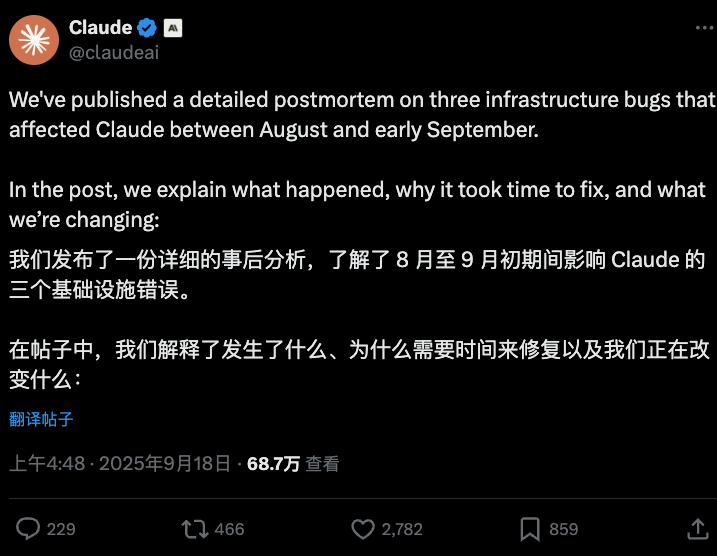 Claude
@claudeai
We've published a detailed postmortem on three infrastructure bugs that
affected Claude between August and early September.
In the post, we explain what happened, why it took time to fix, and what
we’re changing:
我们发布了一份详细的事后分析，了解了 8 月至 9 月初期间影响 Claude 的
三个基础设施错误。
在帖子中，我们解释了发生了什么、为什么需要时间来修复以及我们正在改
变什么：
翻译帖子
上午4:48 · 2025年9月18日 · 68.7万 查看
229 466 2,782 859